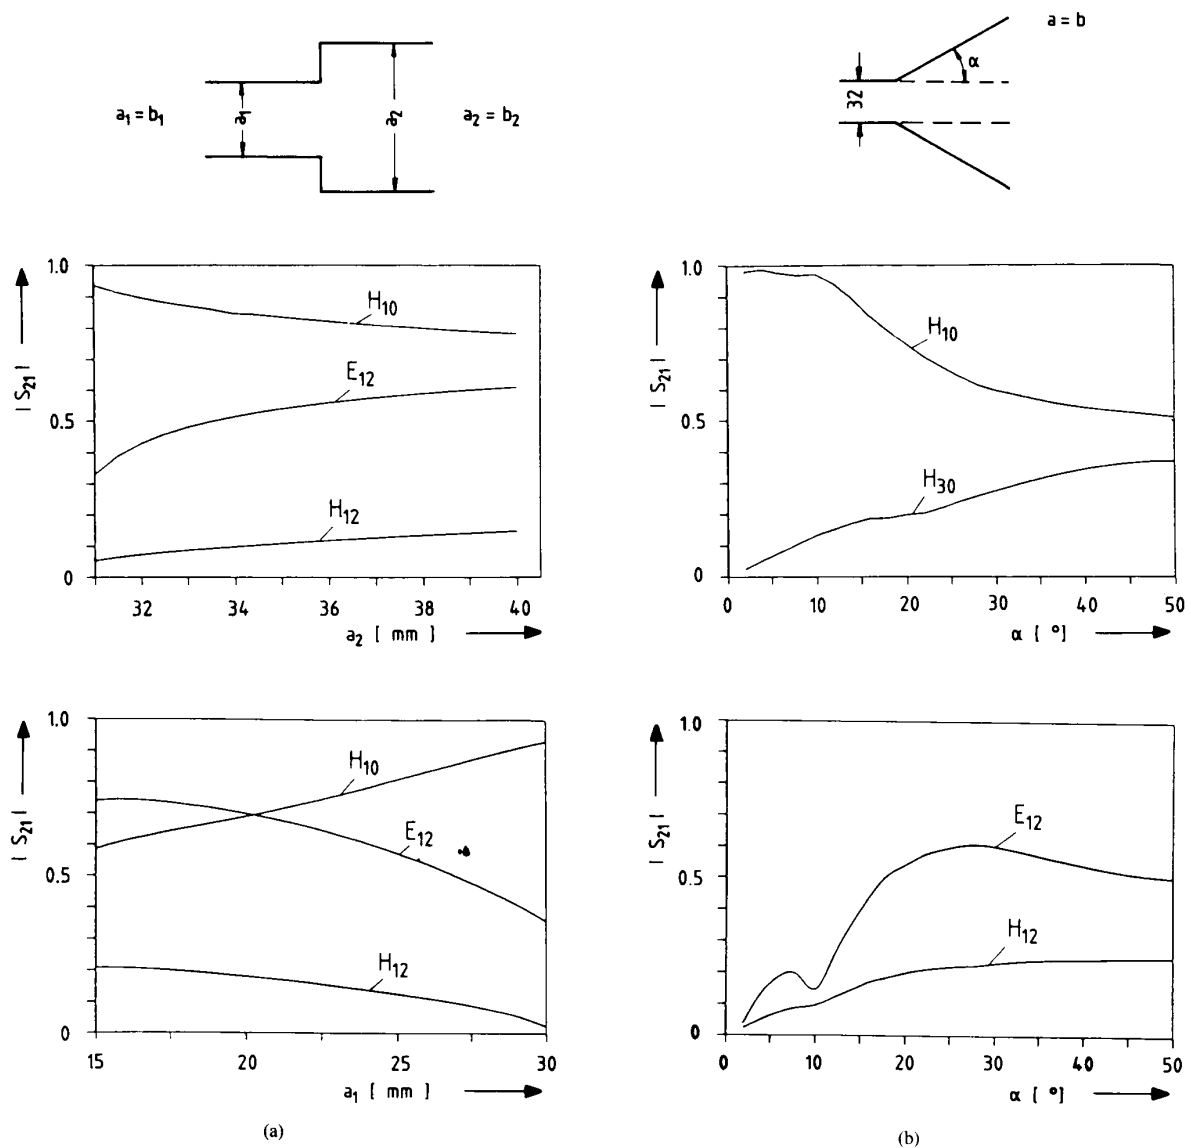 a₁ = b₁
a₁
a₂
a₂ = b₂
a = b
α
32
| S₂₁ |
1.0
0.5
0
H₁₀
E₁₂
H₁₂
32 34 36 38 40
a₂ [ mm ]
| S₂₁ |
1.0
0.5
0
H₁₀
H₃₀
0 10 20 30 40 50
α [ ° ]
| S₂₁ |
1.0
0.5
0
H₁₀
E₁₂
H₁₂
15 20 25 30
a₁ [ mm ]
(a)
| S₂₁ |
1.0
0.5
0
E₁₂
H₁₂
0 10 20 30 40 50
α [ ° ]
(b)